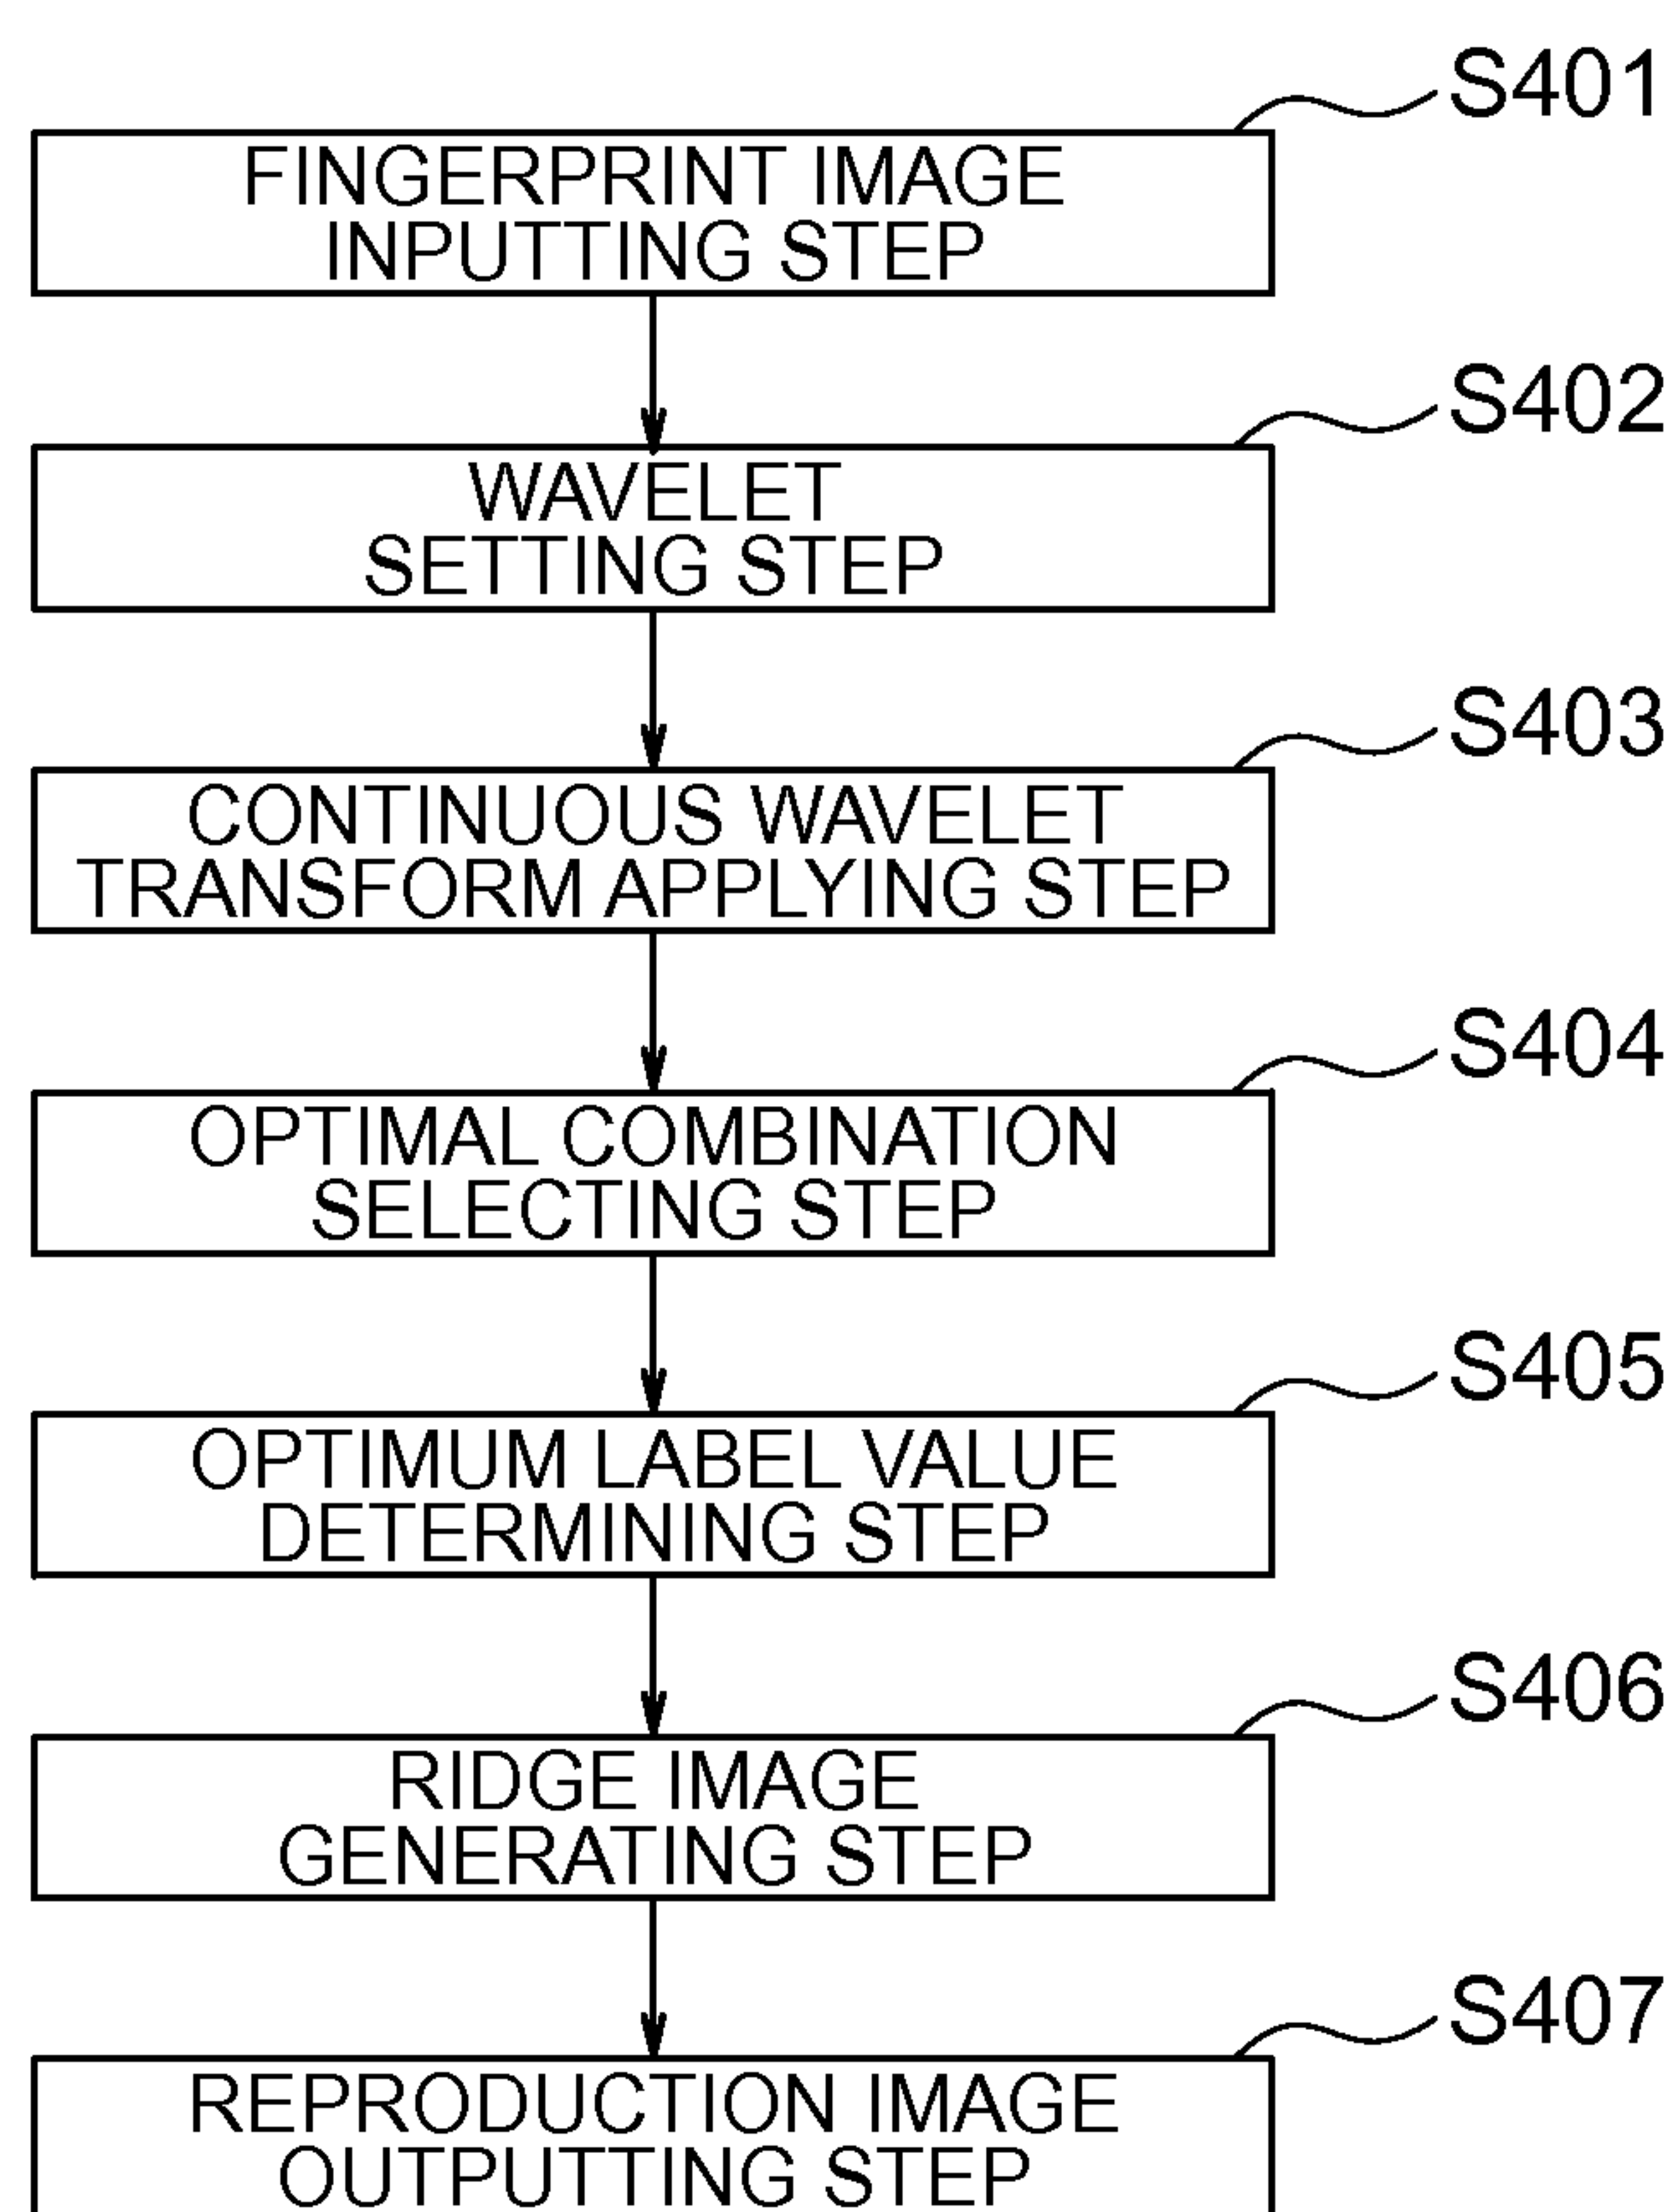 S401
FINGERPRINT IMAGE
INPUTTING STEP
S402
WAVELET
SETTING STEP
S403
CONTINUOUS WAVELET
TRANSFORM APPLYING STEP
S404
OPTIMAL COMBINATION
SELECTING STEP
S405
OPTIMUM LABEL VALUE
DETERMINING STEP
S406
RIDGE IMAGE
GENERATING STEP
S407
REPRODUCTION IMAGE
OUTPUTTING STEP